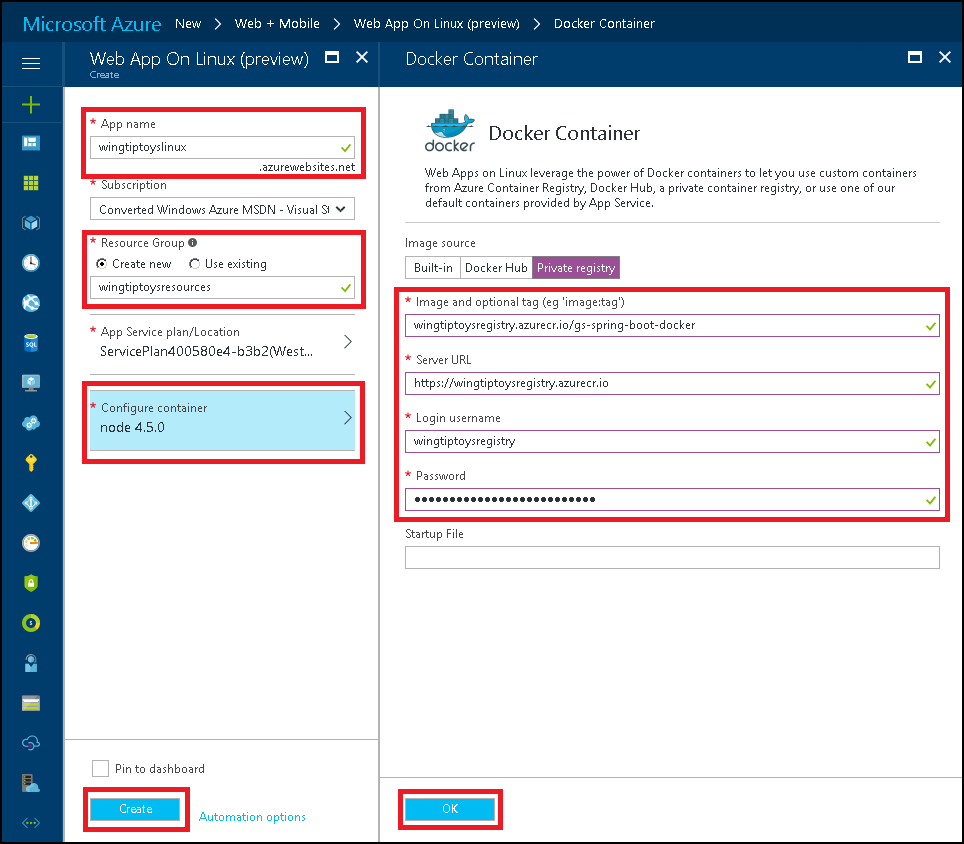 Microsoft Azure New > Web + Mobile > Web App On Linux (preview) > Docker Container
Web App On Linux (preview)
Create
* App name
wingtiptoyslinux
.azurewebsites.net
* Subscription
Converted Windows Azure MSDN - Visual St
* Resource Group
Create new Use existing
wingtiptoysresources
* App Service plan/Location
ServicePlan400580e4-b3b2(West...
* Configure container
node 4.5.0
Pin to dashboard
Create Automation options
Docker Container
docker
Docker Container
Web Apps on Linux leverage the power of Docker containers to let you use custom containers
from Azure Container Registry, Docker Hub, a private container registry, or use one of our
default containers provided by App Service.
Image source
Built-in Docker Hub Private registry
* Image and optional tag (eg 'image:tag')
wingtiptoysregistry.azurecr.io/gs-spring-boot-docker
* Server URL
https://wingtiptoysregistry.azurecr.io
* Login username
wingtiptoysregistry
* Password
••••••••••••••••••••••••••
Startup File
OK
SQL